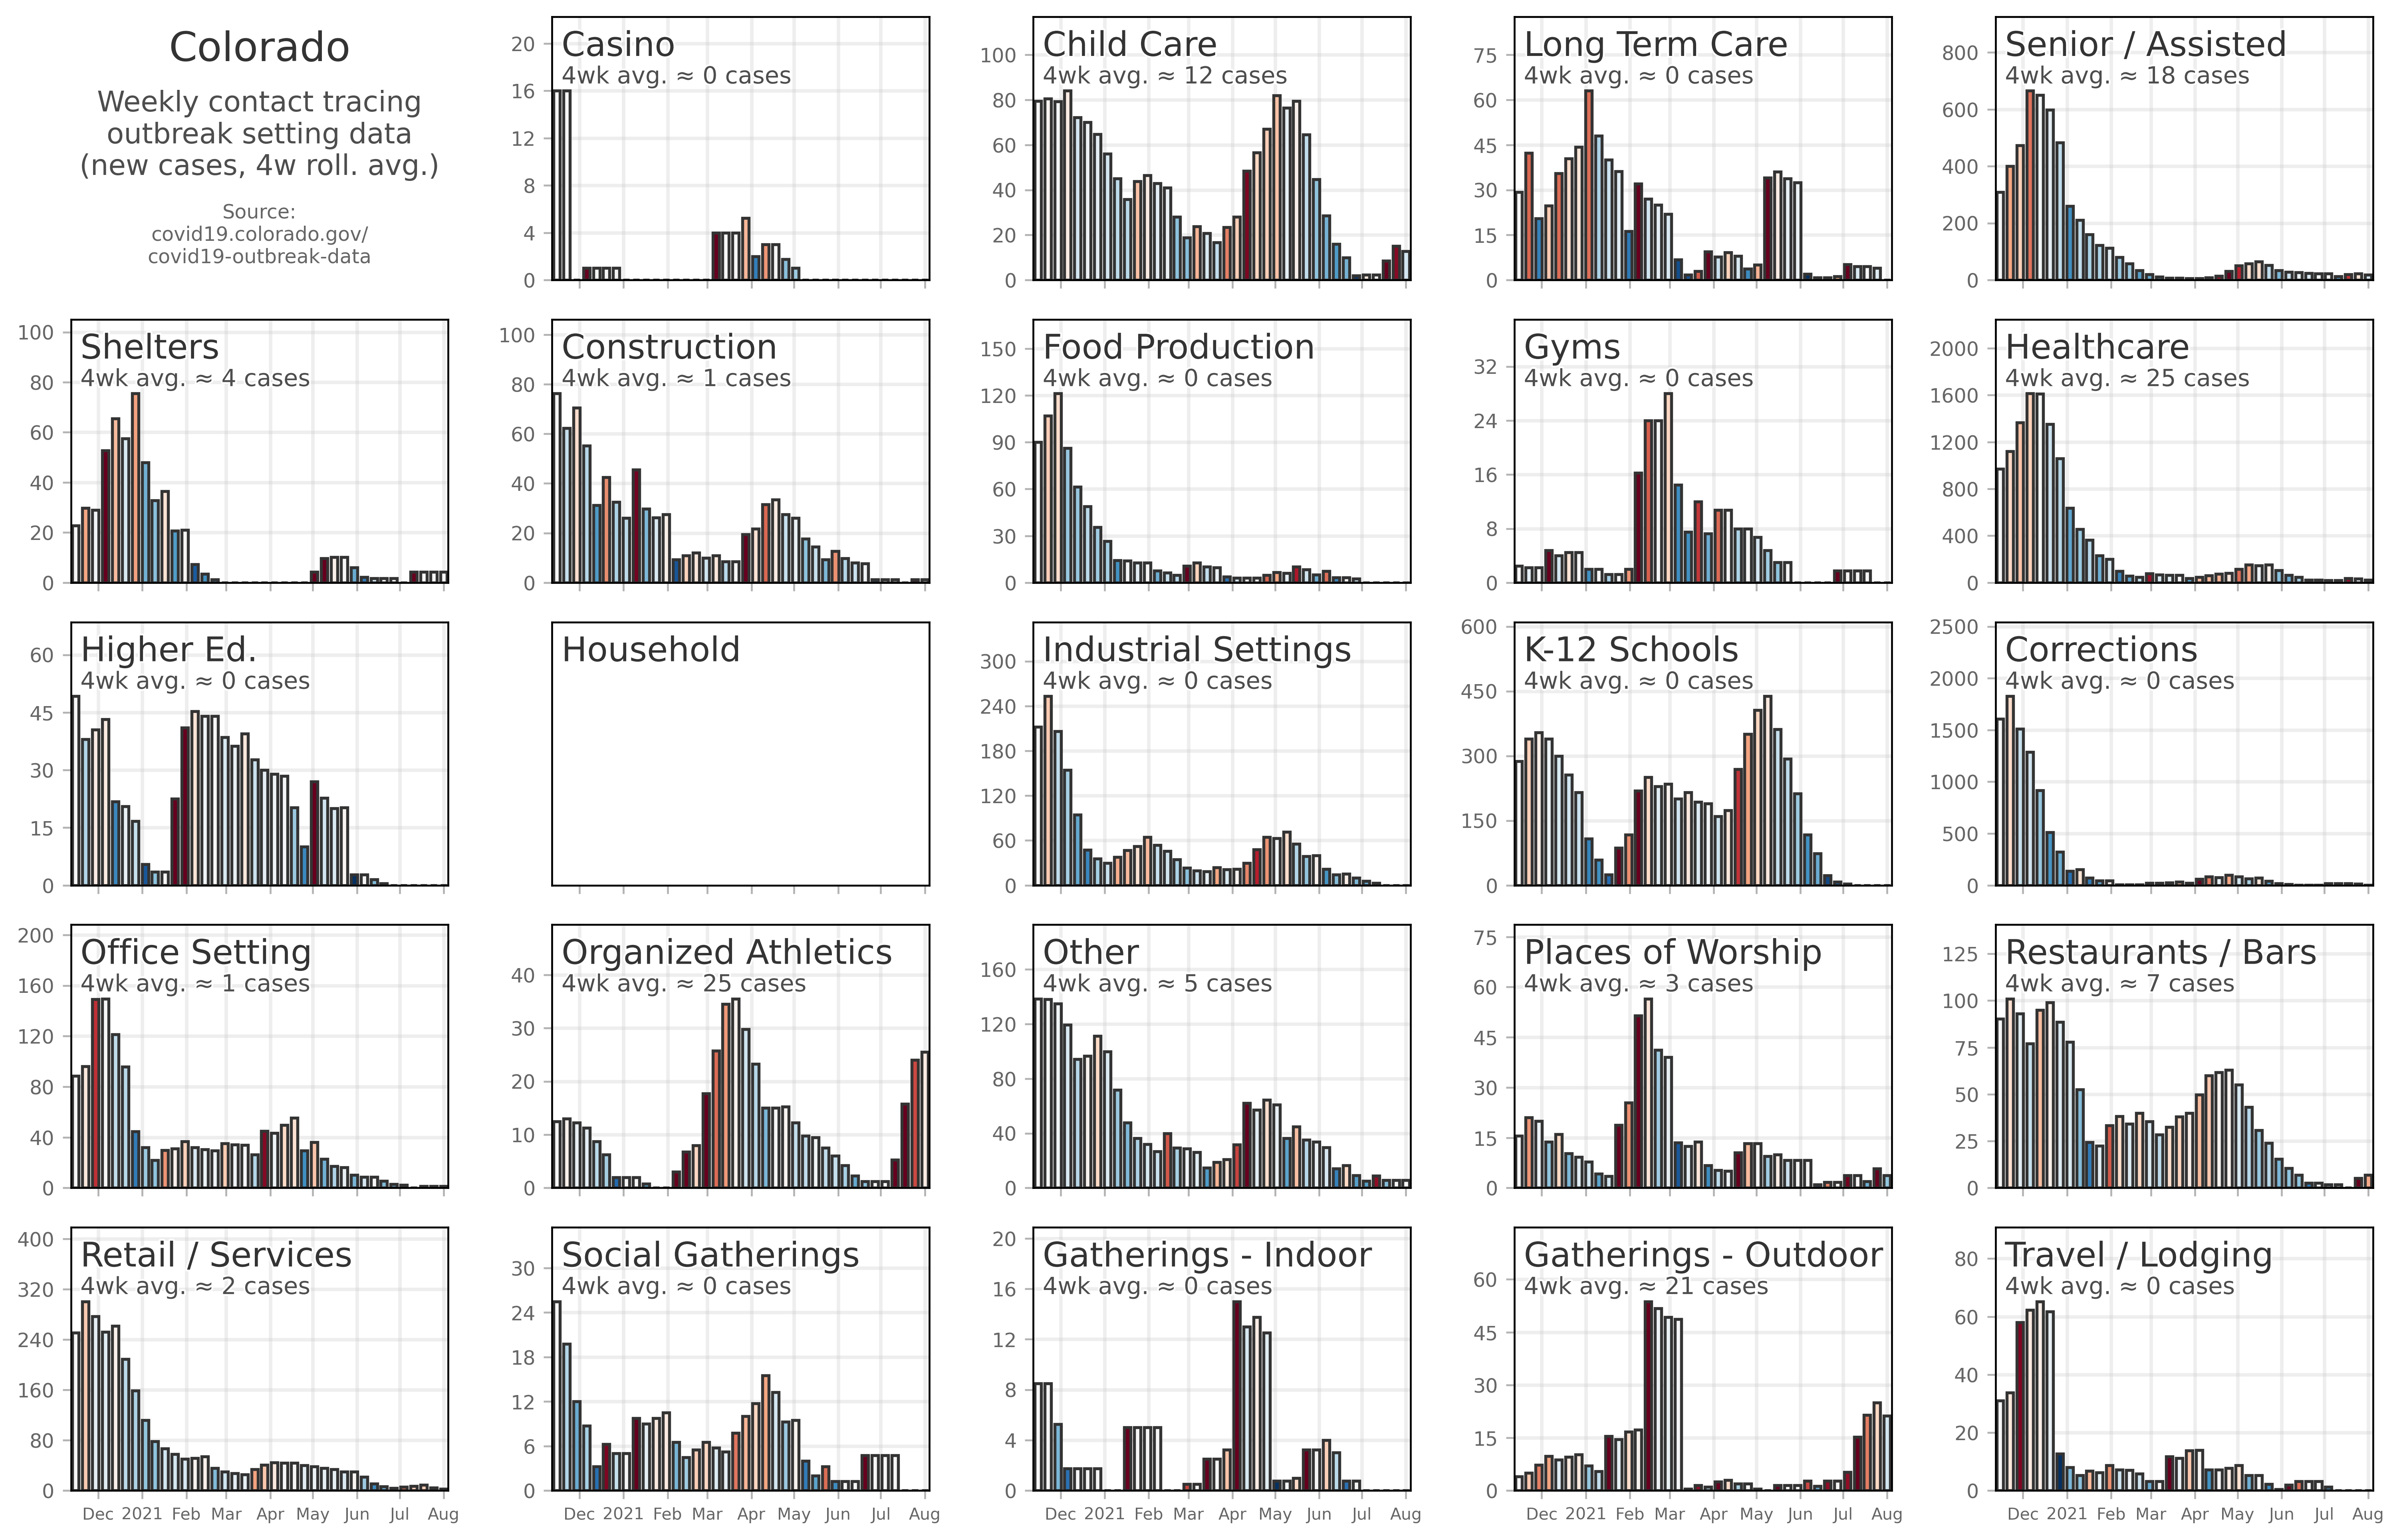 Colorado
Weekly contact tracing
outbreak setting data
(new cases, 4w roll. avg.)
Source:
covid19.colorado.gov/
covid19-outbreak-data
Casino
4wk avg. ≈ 0 cases
20
16
12
8
4
0
Child Care
4wk avg. ≈ 12 cases
100
80
60
40
20
0
Long Term Care
4wk avg. ≈ 0 cases
75
60
45
30
15
0
Senior / Assisted
4wk avg. ≈ 18 cases
800
600
400
200
0
Shelters
4wk avg. ≈ 4 cases
100
80
60
40
20
0
Construction
4wk avg. ≈ 1 cases
100
80
60
40
20
0
Food Production
4wk avg. ≈ 0 cases
150
120
90
60
30
0
Gyms
4wk avg. ≈ 0 cases
32
24
16
8
0
Healthcare
4wk avg. ≈ 25 cases
2000
1600
1200
800
400
0
Higher Ed.
4wk avg. ≈ 0 cases
60
45
30
15
0
Household
Industrial Settings
4wk avg. ≈ 0 cases
300
240
180
120
60
0
K-12 Schools
4wk avg. ≈ 0 cases
600
450
300
150
0
Corrections
4wk avg. ≈ 0 cases
2500
2000
1500
1000
500
0
Office Setting
4wk avg. ≈ 1 cases
200
160
120
80
40
0
Organized Athletics
4wk avg. ≈ 25 cases
40
30
20
10
0
Other
4wk avg. ≈ 5 cases
160
120
80
40
0
Places of Worship
4wk avg. ≈ 3 cases
75
60
45
30
15
0
Restaurants / Bars
4wk avg. ≈ 7 cases
125
100
75
50
25
0
Retail / Services
4wk avg. ≈ 2 cases
400
320
240
160
80
0
Dec 2021 Feb Mar Apr May Jun Jul Aug
Social Gatherings
4wk avg. ≈ 0 cases
30
24
18
12
6
0
Dec 2021 Feb Mar Apr May Jun Jul Aug
Gatherings - Indoor
4wk avg. ≈ 0 cases
20
16
12
8
4
0
Dec 2021 Feb Mar Apr May Jun Jul Aug
Gatherings - Outdoor
4wk avg. ≈ 21 cases
60
45
30
15
0
Dec 2021 Feb Mar Apr May Jun Jul Aug
Travel / Lodging
4wk avg. ≈ 0 cases
80
60
40
20
0
Dec 2021 Feb Mar Apr May Jun Jul Aug